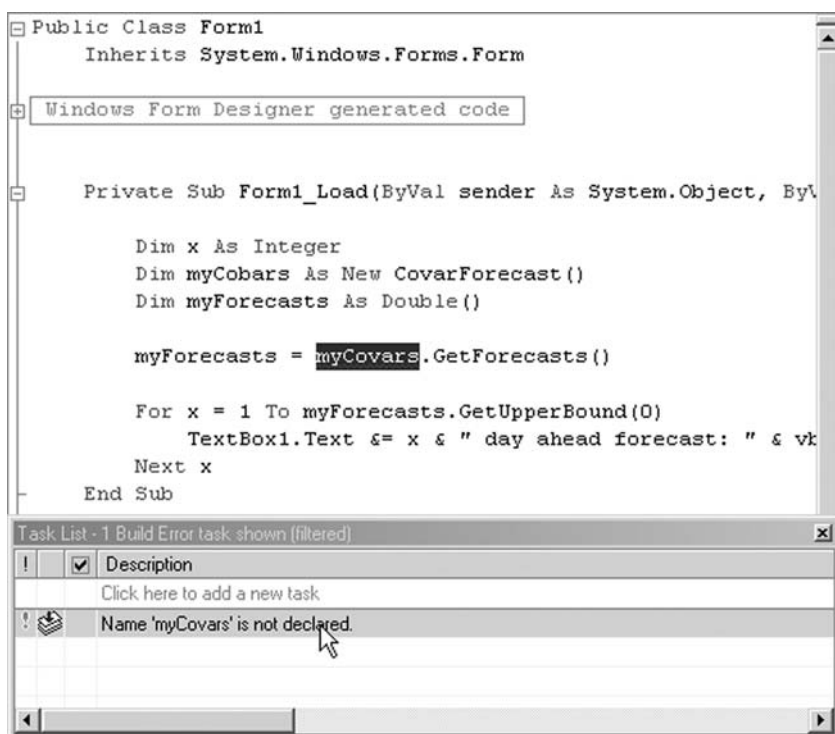 Public Class Form1
Inherits System.Windows.Forms.Form
Windows Form Designer generated code
Private Sub Form1_Load(ByVal sender As System.Object, ByV
Dim x As Integer
Dim myCobars As New CovarForecast()
Dim myForecasts As Double()
myForecasts = myCovars.GetForecasts()
For x = 1 To myForecasts.GetUpperBound(0)
TextBox1.Text &= x & " day ahead forecast: " & vb
Next x
End Sub
Task List - 1 Build Error task shown (filtered)
! Description
Click here to add a new task
! Name 'myCovars' is not declared.